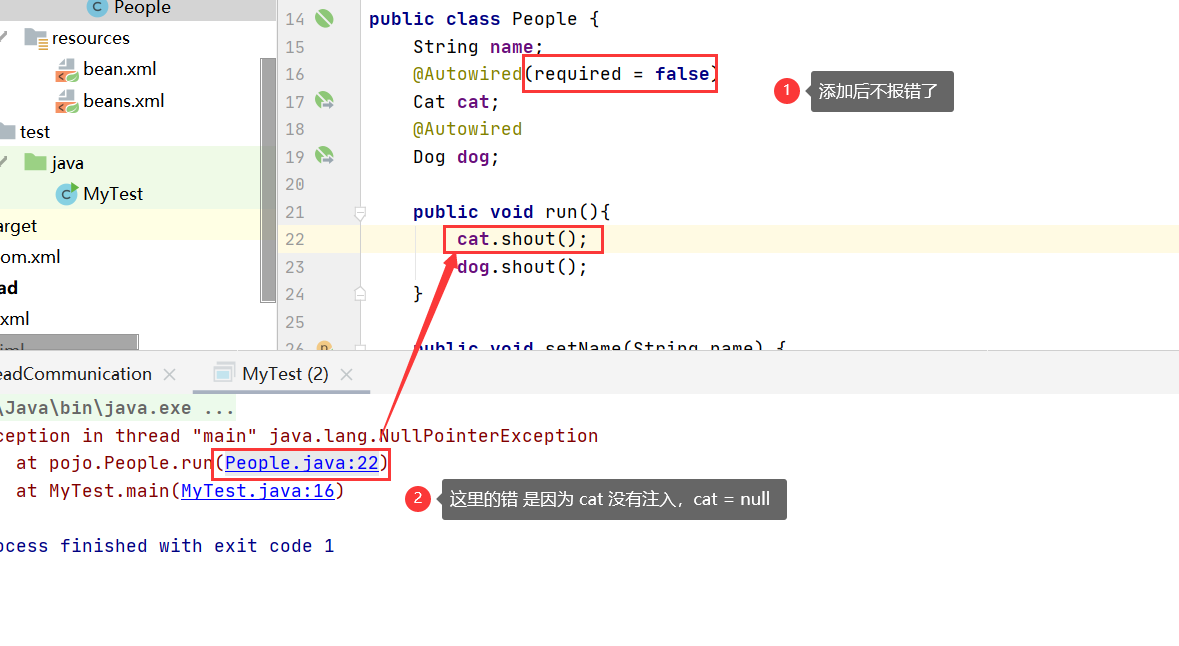 People
resources
bean.xml
beans.xml
test
java
MyTest
arget
om.xml
ad
xml
14 public class People {
15 String name;
16 @Autowired(required = false)
17 Cat cat;
18 @Autowired
19 Dog dog;
20
21 public void run(){
22 cat.shout();
23 dog.shout();
24 }
25
26 public void setName(String name) {
1 添加后不报错了
eadCommunication
MyTest (2)
\Java\bin\java.exe ...
ception in thread "main" java.lang.NullPointerException
at pojo.People.run(People.java:22)
at MyTest.main(MyTest.java:16)
2 这里的错 是因为 cat 没有注入，cat = null
ocess finished with exit code 1